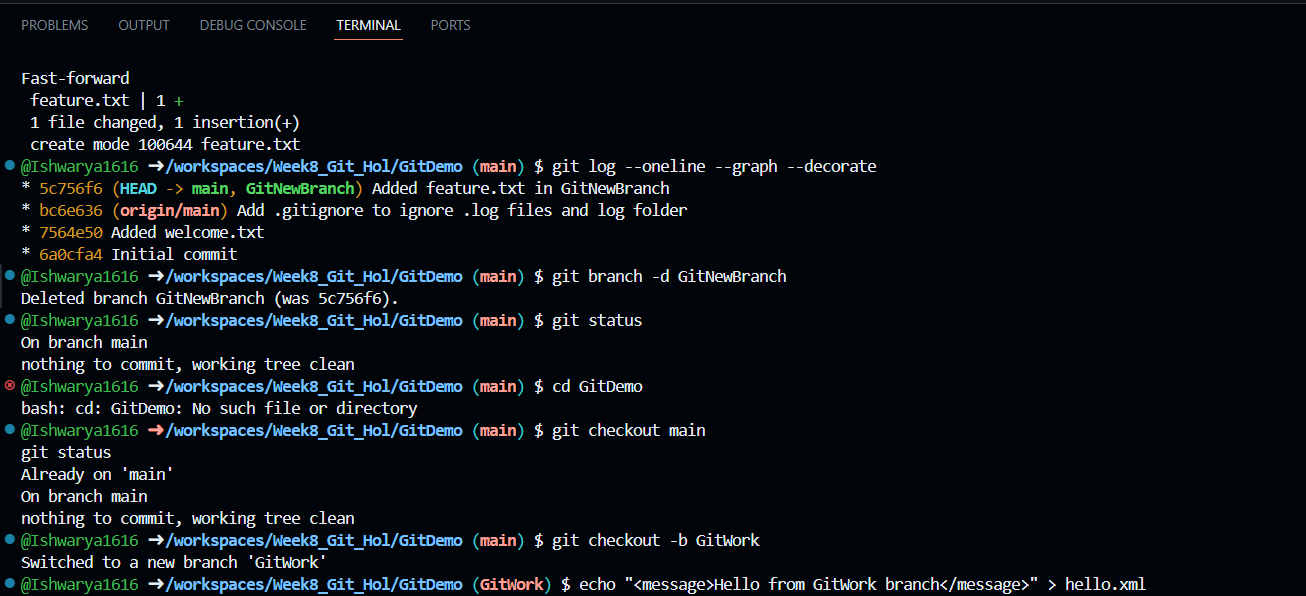 PROBLEMS OUTPUT DEBUG CONSOLE TERMINAL PORTS
Fast-forward
 feature.txt | 1 +
 1 file changed, 1 insertion(+)
 create mode 100644 feature.txt
@Ishwarya1616 ➜/workspaces/Week8_Git_Hol/GitDemo (main) $ git log --oneline --graph --decorate
* 5c756f6 (HEAD -> main, GitNewBranch) Added feature.txt in GitNewBranch
* bc6e636 (origin/main) Add .gitignore to ignore .log files and log folder
* 7564e50 Added welcome.txt
* 6a0cfa4 Initial commit
@Ishwarya1616 ➜/workspaces/Week8_Git_Hol/GitDemo (main) $ git branch -d GitNewBranch
Deleted branch GitNewBranch (was 5c756f6).
@Ishwarya1616 ➜/workspaces/Week8_Git_Hol/GitDemo (main) $ git status
On branch main
nothing to commit, working tree clean
@Ishwarya1616 ➜/workspaces/Week8_Git_Hol/GitDemo (main) $ cd GitDemo
bash: cd: GitDemo: No such file or directory
@Ishwarya1616 ➜/workspaces/Week8_Git_Hol/GitDemo (main) $ git checkout main
git status
Already on 'main'
On branch main
nothing to commit, working tree clean
@Ishwarya1616 ➜/workspaces/Week8_Git_Hol/GitDemo (main) $ git checkout -b GitWork
Switched to a new branch 'GitWork'
@Ishwarya1616 ➜/workspaces/Week8_Git_Hol/GitDemo (GitWork) $ echo "<message>Hello from GitWork branch</message>" > hello.xml